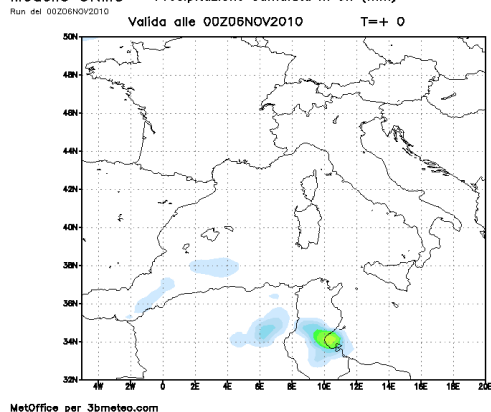 Run del 00Z06NOV2010
Valida alle 00Z06NOV2010 T=+ 0
50N
48N
46N
44N
42N
40N
38N
36N
34N
32N
4W 2W 0 2E 4E 6E 8E 10E 12E 14E 16E 18E 20E
MetOffice per 3bmeteo.com